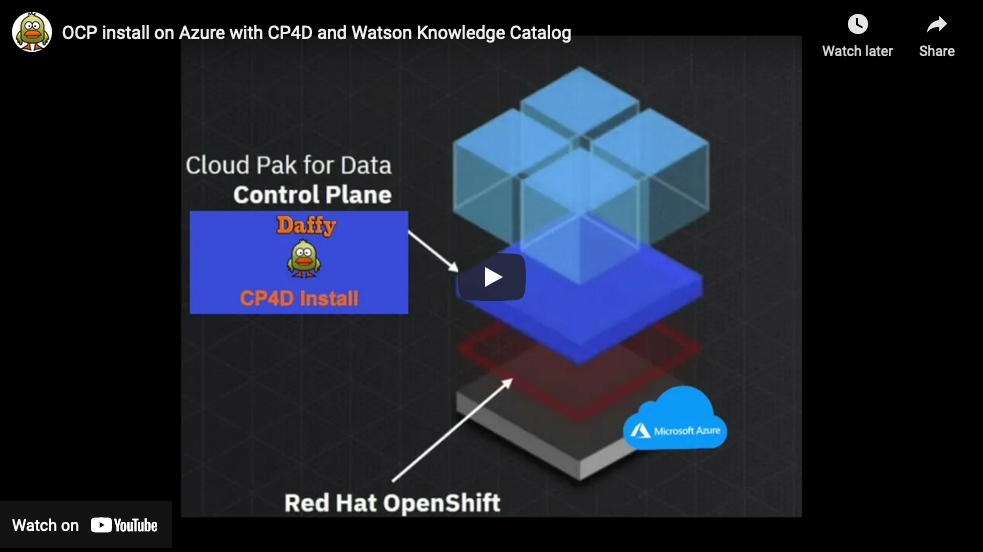 OCP install on Azure with CP4D and Watson Knowledge Catalog
Watch later
Share
Cloud Pak for Data
Control Plane
Daffy
CP4D Install
Microsoft Azure
Red Hat OpenShift
Watch on YouTube